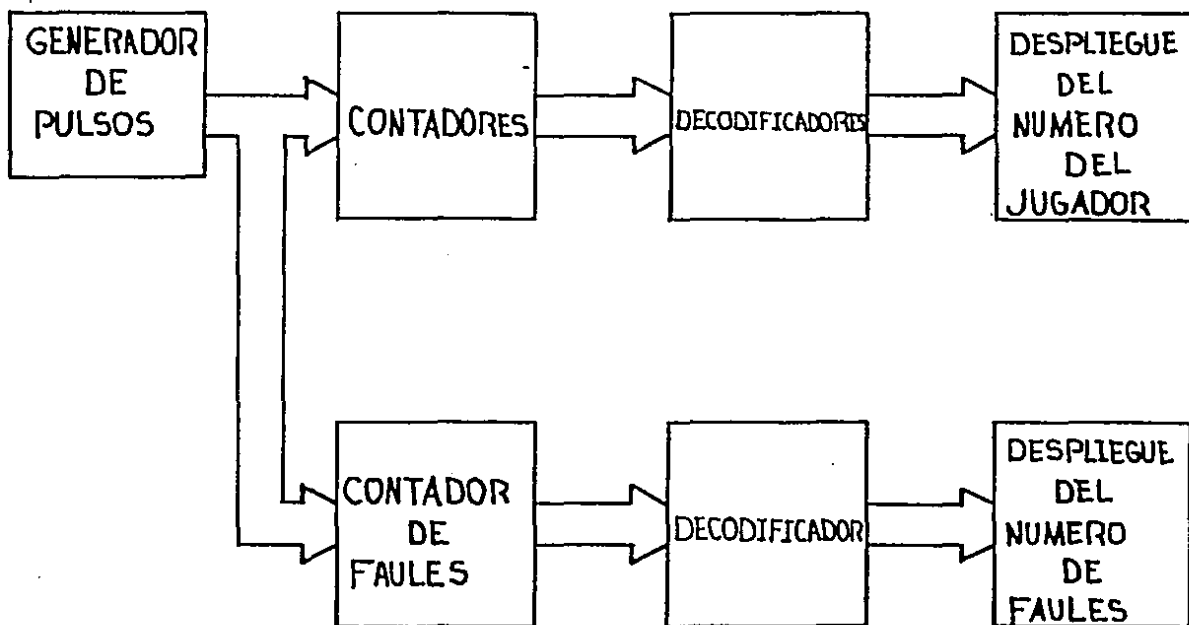 GENERADOR
DE
PULSOS
CONTADORES
DECODIFICADORES
DESPLIEGUE
DEL
NUMERO
DEL
JUGADOR
CONTADOR
DE
FAULES
DECODIFICADOR
DESPLIEGUE
DEL
NUMERO
DE
FAULES